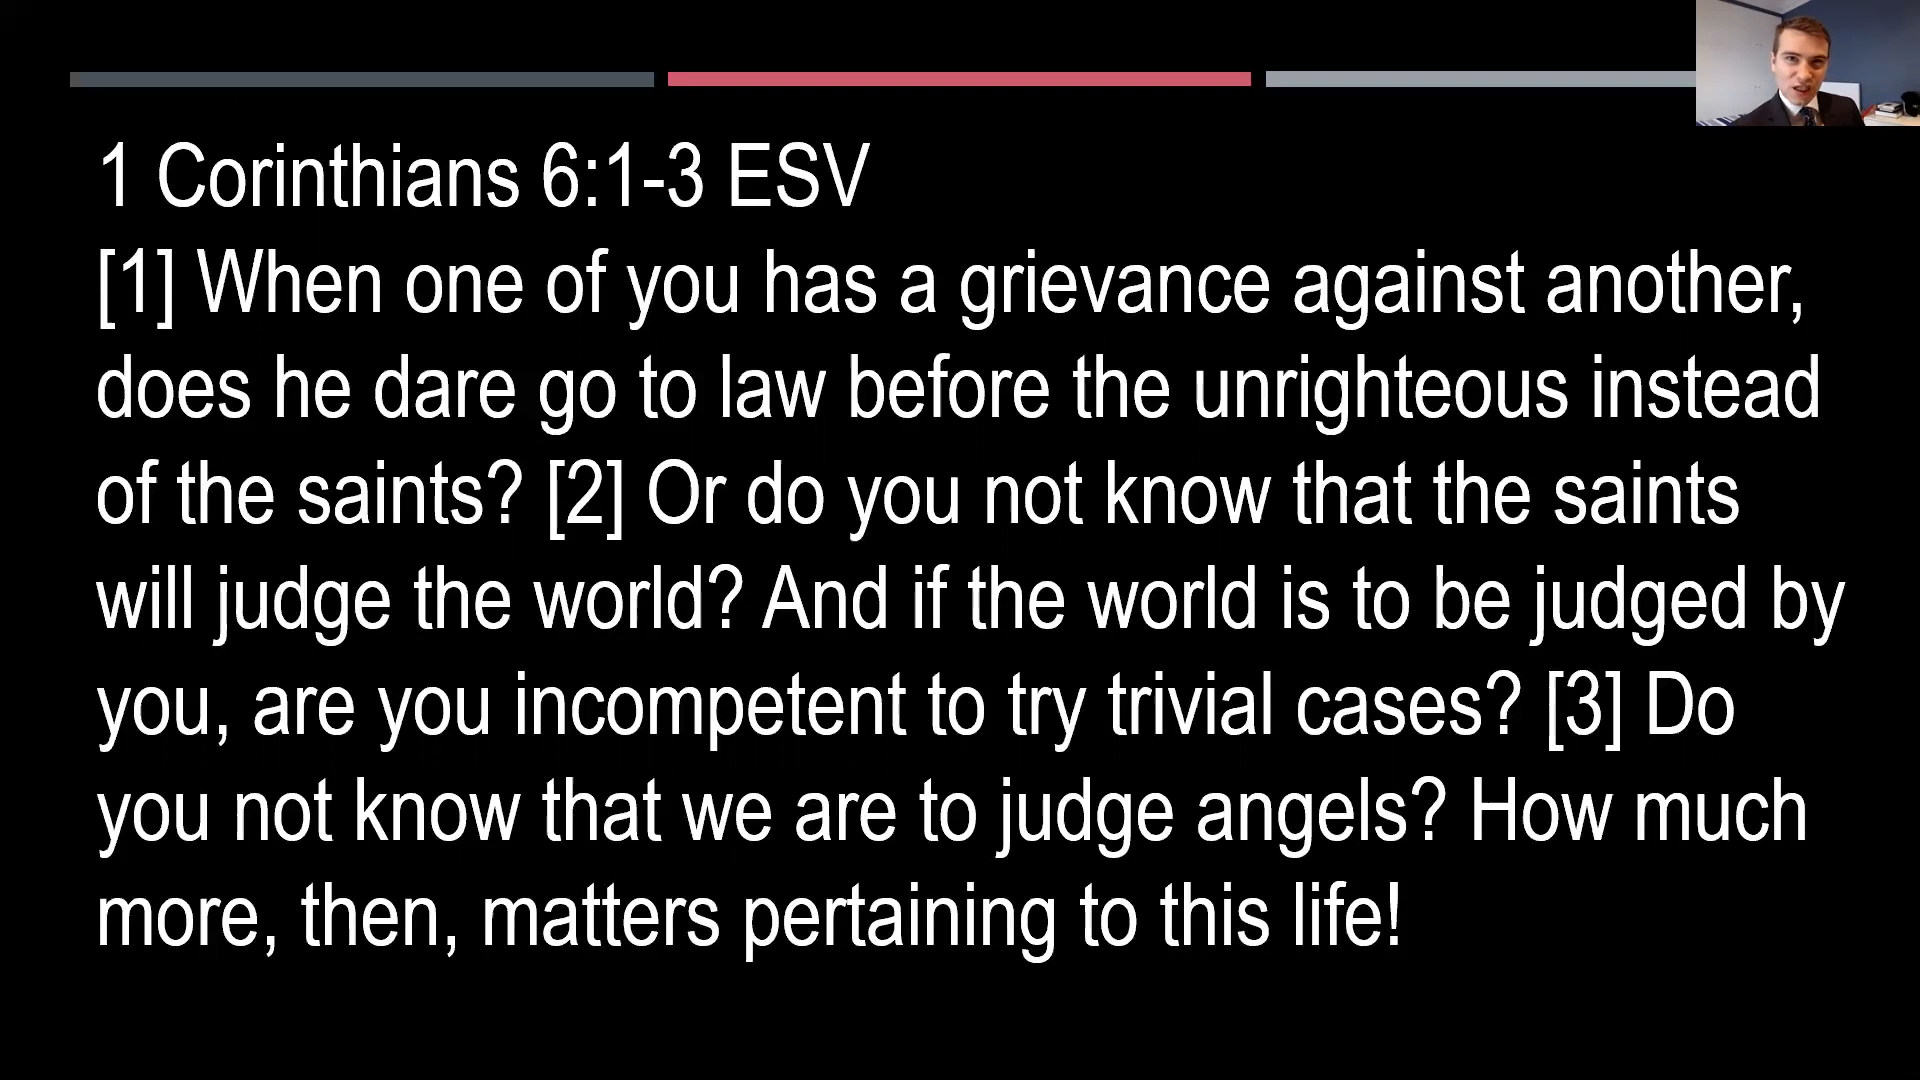 1 Corinthians 6:1-3 ESV
[1] When one of you has a grievance against another,
does he dare go to law before the unrighteous instead
of the saints? [2] Or do you not know that the saints
will judge the world? And if the world is to be judged by
you, are you incompetent to try trivial cases? [3] Do
you not know that we are to judge angels? How much
more, then, matters pertaining to this life!